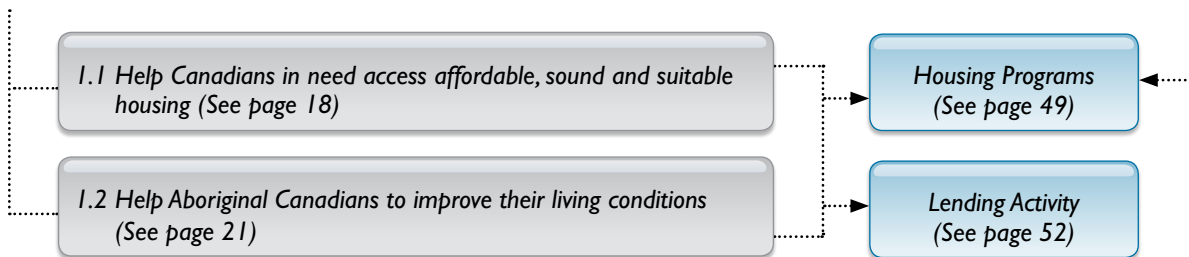 1.1 Help Canadians in need access affordable, sound and suitable
housing (See page 18)
Housing Programs
(See page 49)
1.2 Help Aboriginal Canadians to improve their living conditions
(See page 21)
Lending Activity
(See page 52)